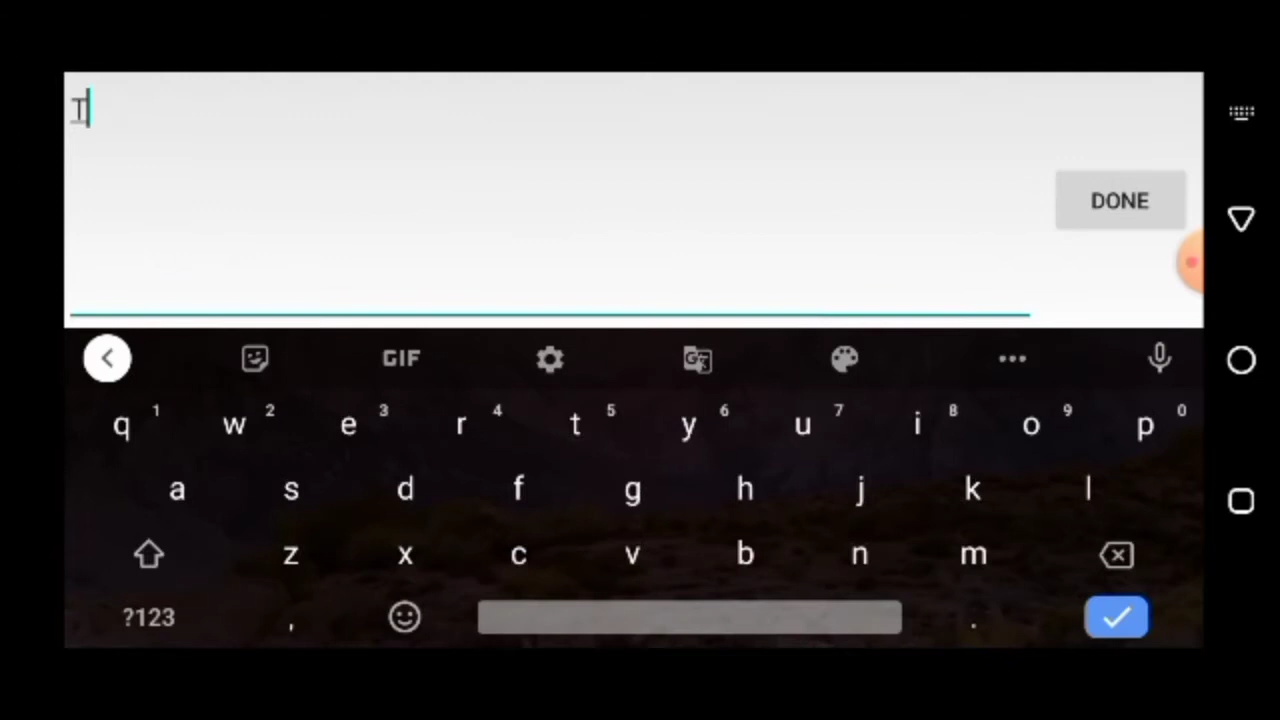 T
DONE
GIF
q 1 w 2 e 3 r 4 t 5 y 6 u 7 i 8 o 9 p 0
a s d f g h j k l
z x c v b n m
?123 , .